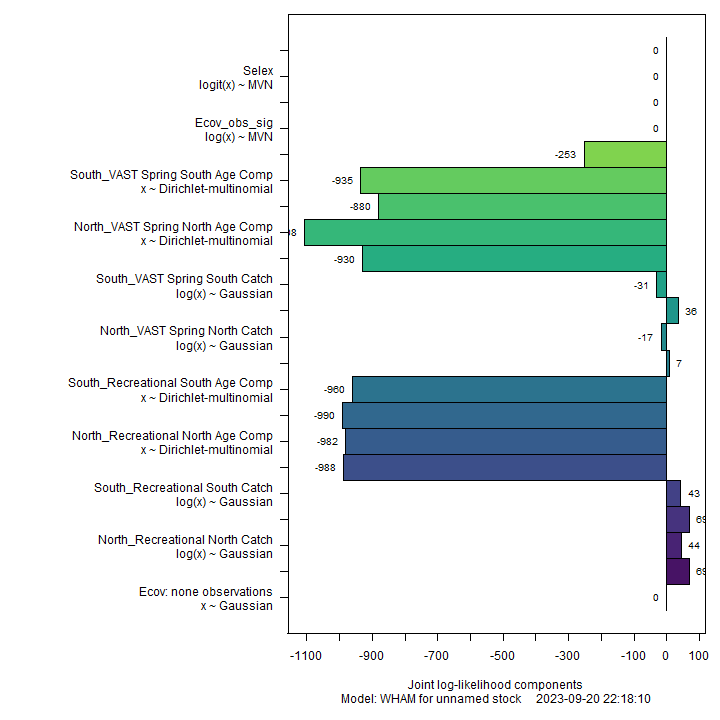 0
Selex
logit(x) ~ MVN
0
0
Ecov_obs_sig
log(x) ~ MVN
0
-253
South_VAST Spring South Age Comp
x ~ Dirichlet-multinomial
-935
-880
North_VAST Spring North Age Comp
x ~ Dirichlet-multinomial
-930
South_VAST Spring South Catch
log(x) ~ Gaussian
-31
36
North_VAST Spring North Catch
log(x) ~ Gaussian
-17
7
South_Recreational South Age Comp
x ~ Dirichlet-multinomial
-960
-990
North_Recreational North Age Comp
x ~ Dirichlet-multinomial
-982
-988
South_Recreational South Catch
log(x) ~ Gaussian
43
69
North_Recreational North Catch
log(x) ~ Gaussian
44
69
Ecov: none observations
x ~ Gaussian
0
-1100 -900 -700 -500 -300 -100 0 100
Joint log-likelihood components
Model: WHAM for unnamed stock 2023-09-20 22:18:10